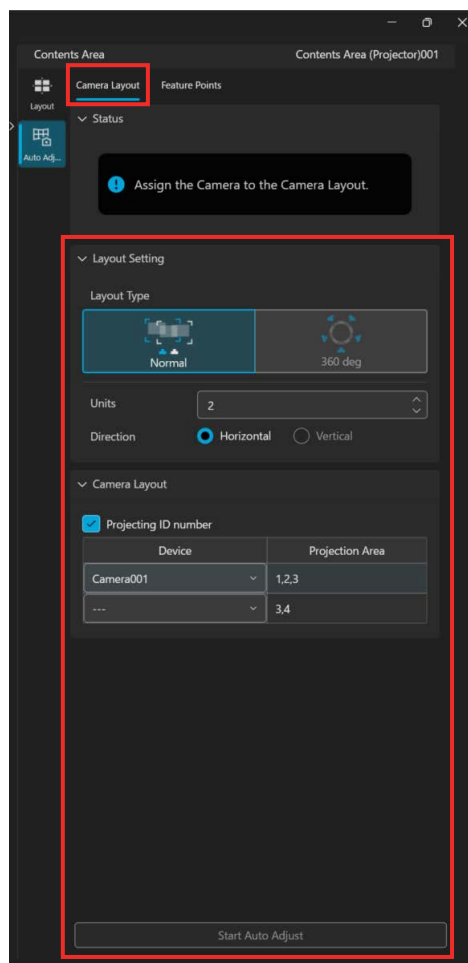 Contents Area Contents Area (Projector)001
Layout
Auto Adj...
Camera Layout Feature Points
Status
Assign the Camera to the Camera Layout.
Layout Setting
Layout Type
Normal 360 deg
Units 2
Direction Horizontal Vertical
Camera Layout
Projecting ID number
Device Projection Area
Camera001 1,2,3
--- 3,4
Start Auto Adjust